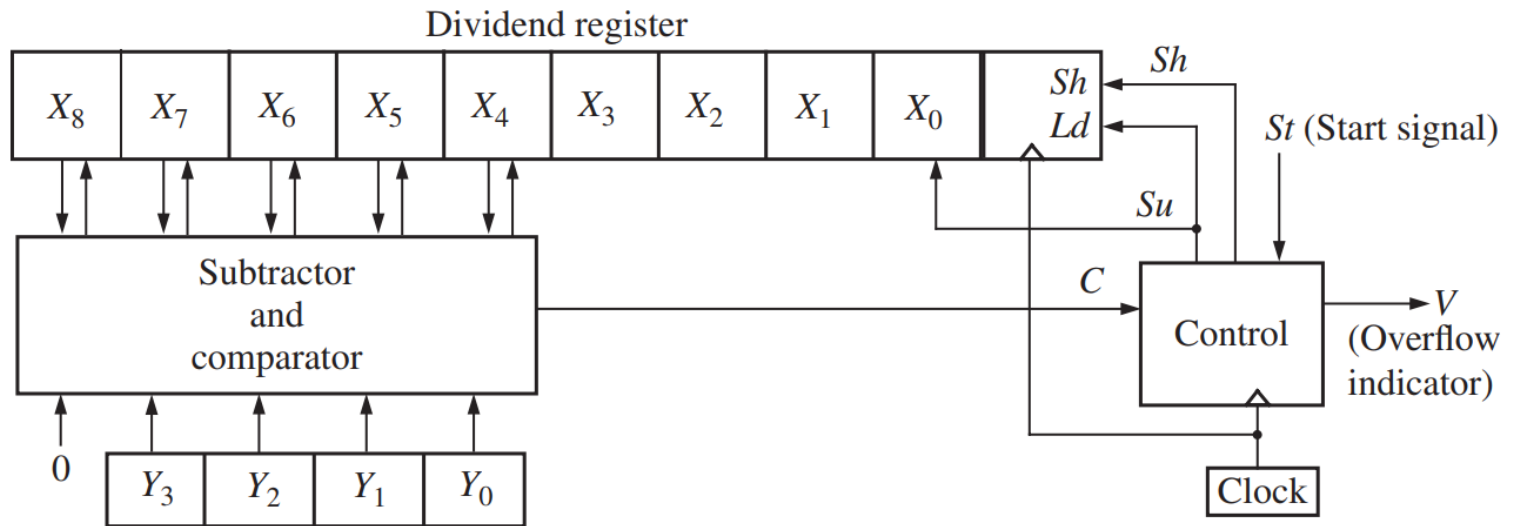 Dividend register
X8 X7 X6 X5 X4 X3 X2 X1 X0
Sh
Ld
Sh
St (Start signal)
Su
Subtractor
and
comparator
C
Control
V
(Overflow
indicator)
0
Y3 Y2 Y1 Y0
Clock